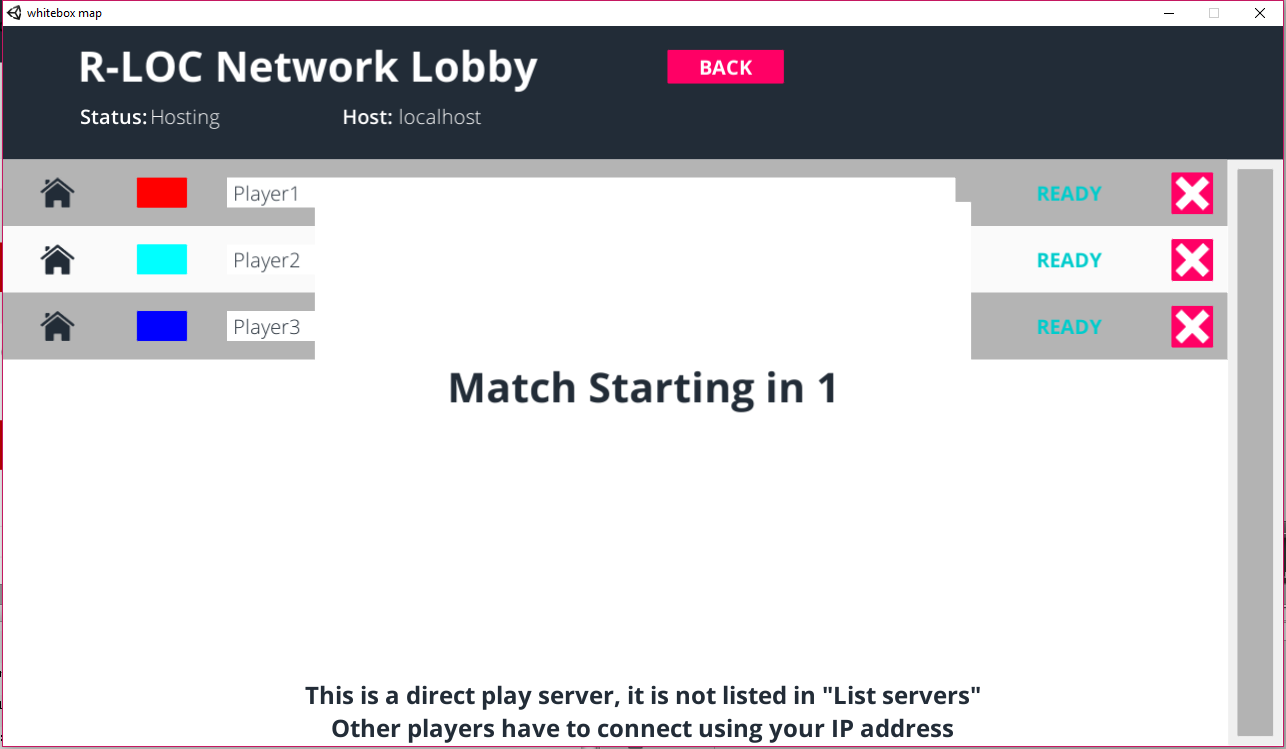 whitebox map
R-LOC Network Lobby
BACK
Status: Hosting
Host: localhost
Player1
READY
Player2
READY
Player3
READY
Match Starting in 1
This is a direct play server, it is not listed in "List servers"
Other players have to connect using your IP address